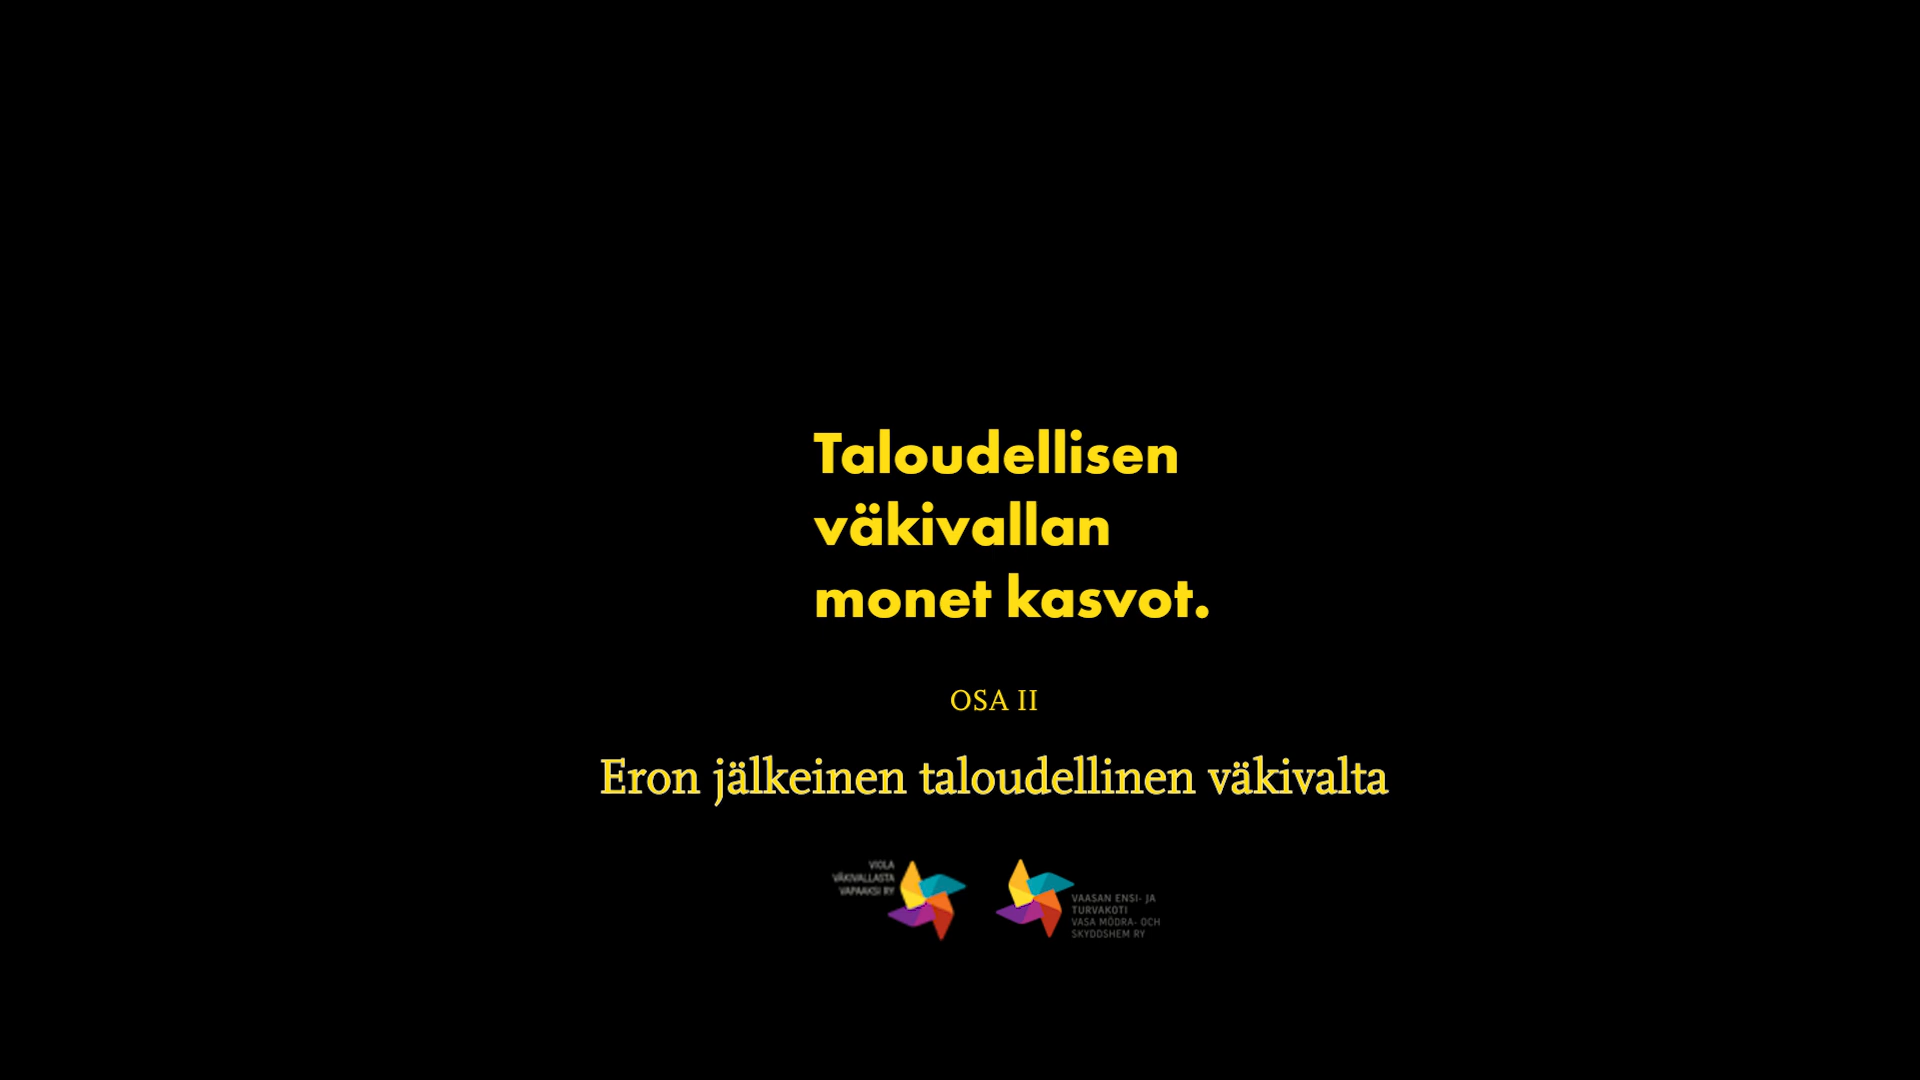 Taloudellisen
väkivallan
monet kasvot.
OSA II
Eron jälkeinen taloudellinen väkivalta
VIOLA
VÄKIVALLASTA
VAPAAKSI RY
VAASAN ENSI- JA
TURVAKOTI
VASA MÖDRA- OCH
SKYDDSHEM RY